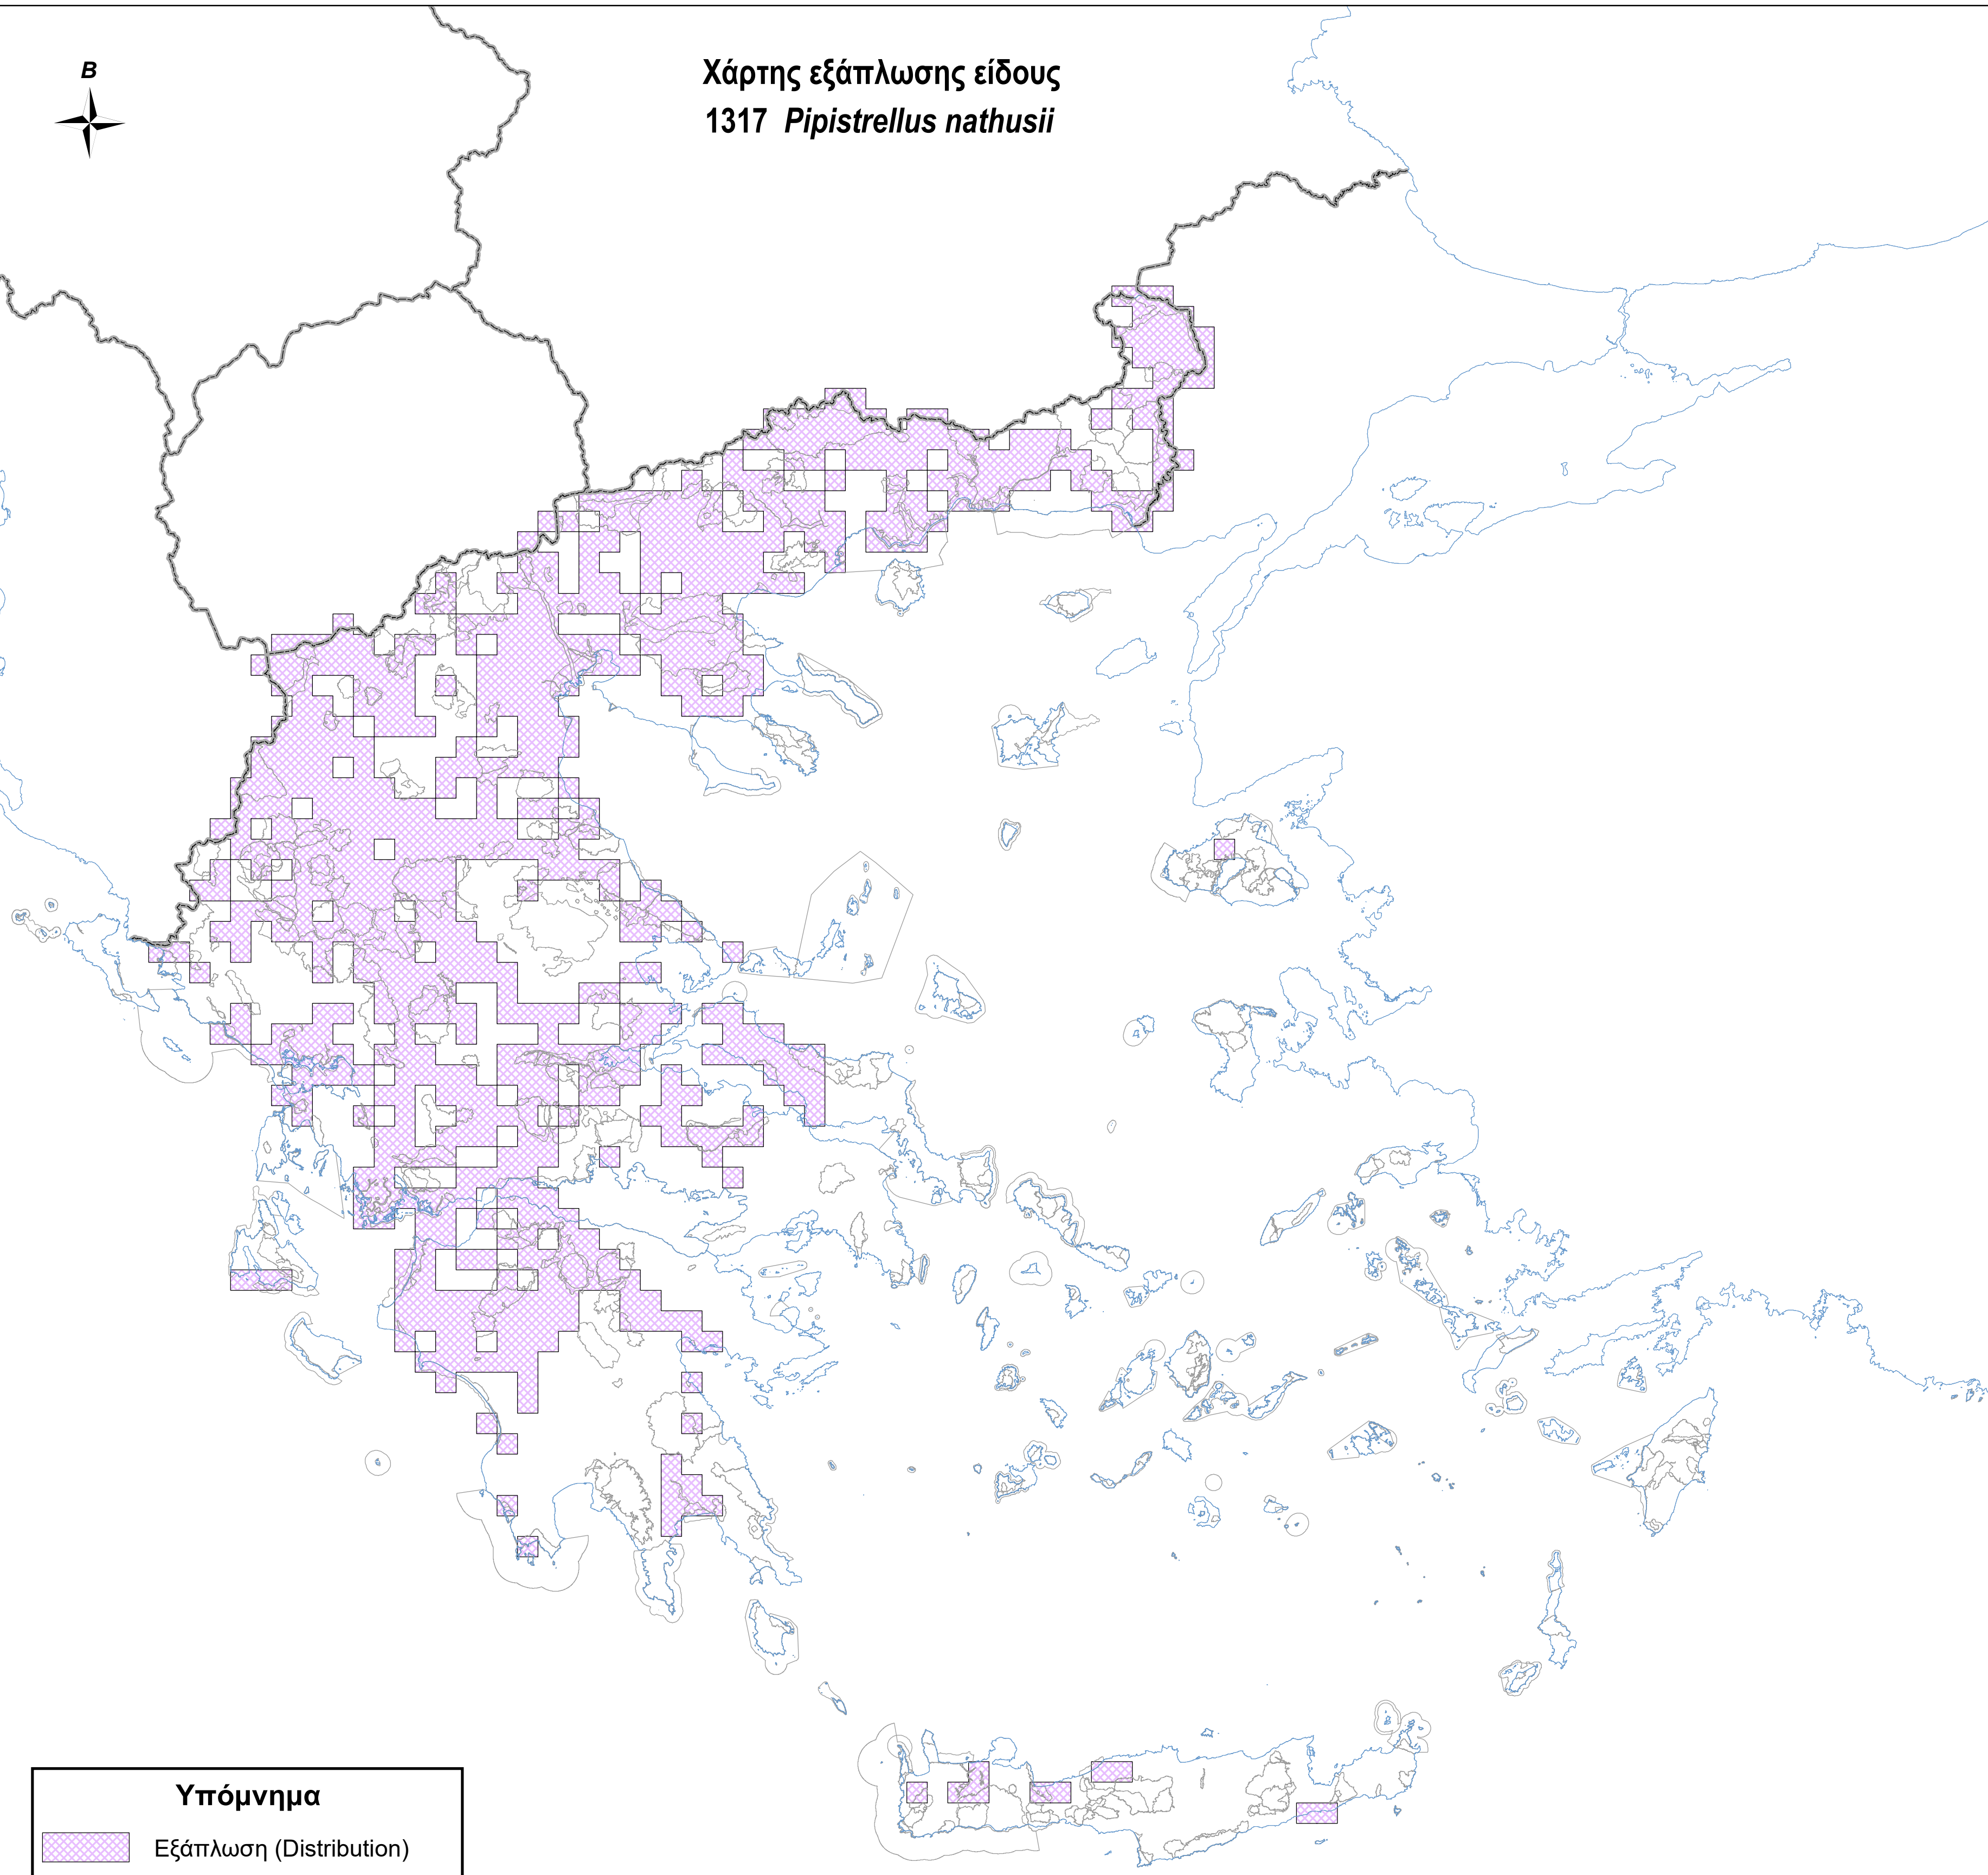 Χάρτης εξάπλωσης είδους
1317 Pipistrellus nathusii
Β
Υπόμνημα
Εξάπλωση (Distribution)